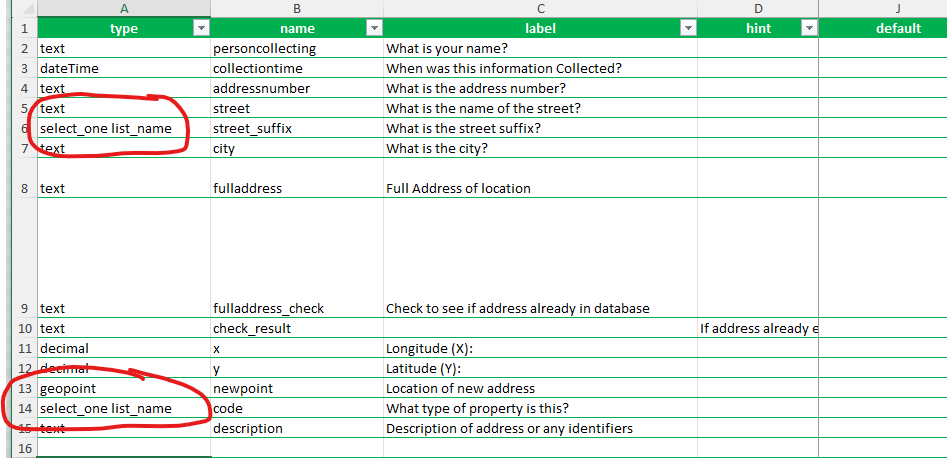 A B C D J
1 type name label hint default
2 text personcollecting What is your name?
3 dateTime collectiontime When was this information Collected?
4 text addressnumber What is the address number?
5 text street What is the name of the street?
6 select_one list_name street_suffix What is the street suffix?
7 text city What is the city?
8 text fulladdress Full Address of location
9 text fulladdress_check Check to see if address already in database
10 text check_result If address already e
11 decimal x Longitude (X):
12 decimal y Latitude (Y):
13 geopoint newpoint Location of new address
14 select_one list_name code What type of property is this?
15 text description Description of address or any identifiers
16